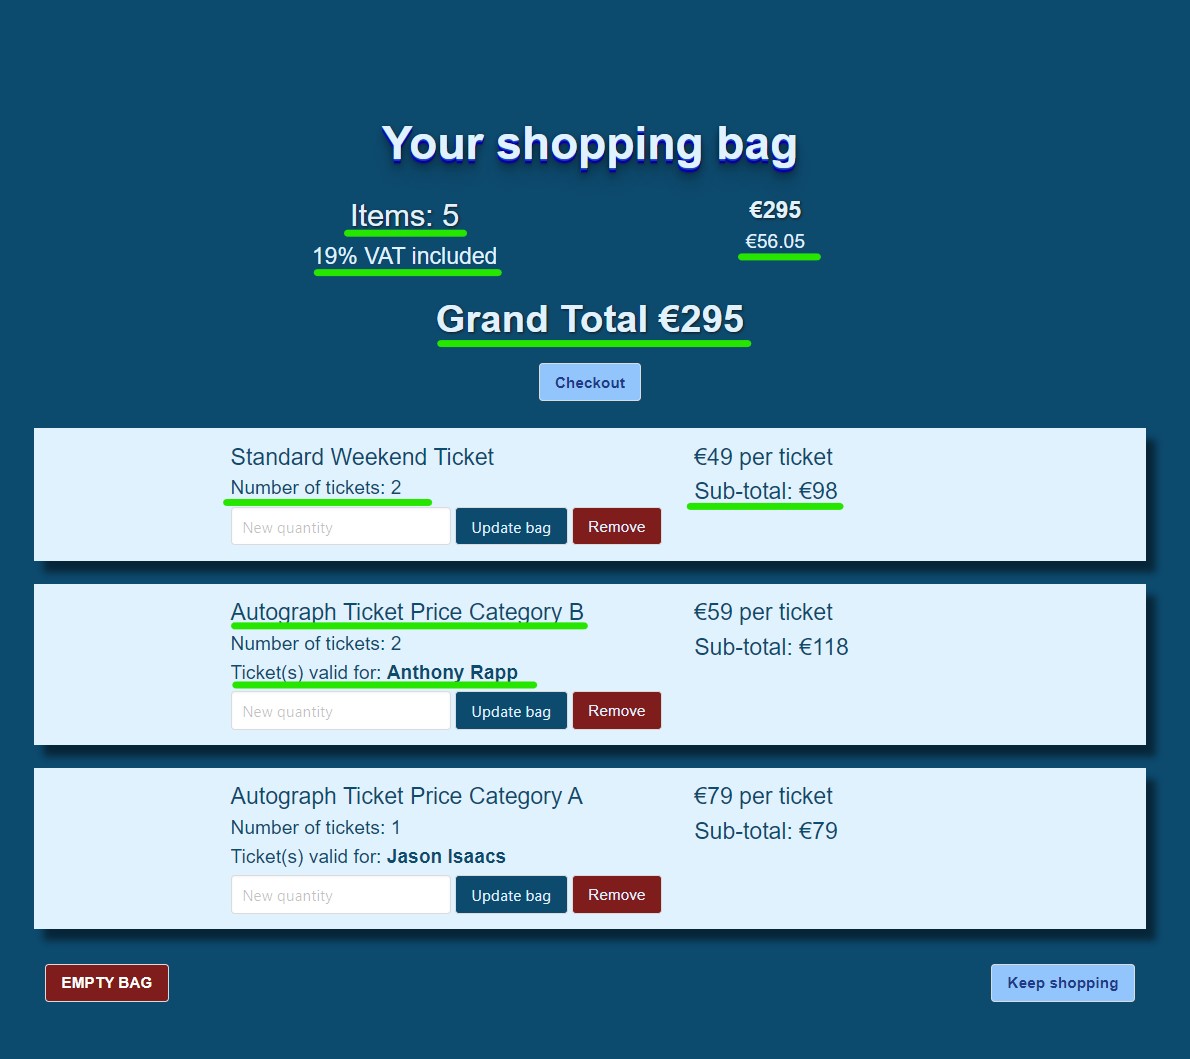 Your shopping bag
Items: 5
€295
19% VAT included
€56.05
Grand Total €295
Checkout
Standard Weekend Ticket
€49 per ticket
Number of tickets: 2
Sub-total: €98
New quantity
Update bag
Remove
Autograph Ticket Price Category B
€59 per ticket
Number of tickets: 2
Sub-total: €118
Ticket(s) valid for: Anthony Rapp
New quantity
Update bag
Remove
Autograph Ticket Price Category A
€79 per ticket
Number of tickets: 1
Sub-total: €79
Ticket(s) valid for: Jason Isaacs
New quantity
Update bag
Remove
EMPTY BAG
Keep shopping